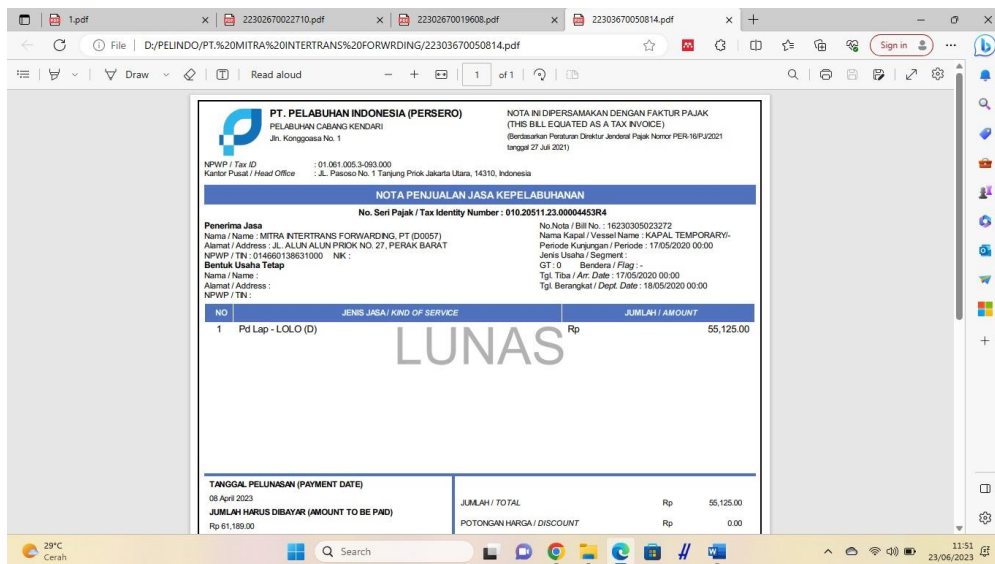 1.pdf
22302670022710.pdf
22302670019608.pdf
22303670050814.pdf
File
D:/PELINDO/PT.%20MITRA%20INTERTRANS%20FORWRDING/22303670050814.pdf
Sign in
Draw
Read aloud
1 of 1
PT. PELABUHAN INDONESIA (PERSERO)
PELABUHAN CABANG KENDARI
Jln. Konggoasa No. 1
NOTA INI DIPERSAMAKAN DENGAN FAKTUR PAJAK
(THIS BILL EQUATED AS A TAX INVOICE)
(Berdasarkan Peraturan Direktur Jenderal Pajak Nomor PER-16/PJ/2021
tanggal 27 Juli 2021)
NPWP / Tax ID : 01.061.005.3-093.000
Kantor Pusat / Head Office : JL. Pasoso No. 1 Tanjung Priok Jakarta Utara, 14310, Indonesia
NOTA PENJUALAN JASA KEPELABUHANAN
No. Seri Pajak / Tax Identity Number : 010.20511.23.00004453R4
Penerima Jasa
Nama / Name : MITRA INTERTRANS FORWARDING, PT (D0057)
Alamat / Address : JL. ALUN ALUN PRIOK NO. 27, PERAK BARAT
NPWP / TIN : 014660138631000 NIK :
Bentuk Usaha Tetap
Nama / Name :
Alamat / Address :
NPWP / TIN :
No.Nota / Bill No. : 16230305023272
Nama Kapal / Vessel Name : KAPAL TEMPORARY/-
Periode Kunjungan / Periode : 17/05/2020 00:00
Jenis Usaha / Segment :
GT : 0 Bendera / Flag : -
Tgl. Tiba / Arr. Date : 17/05/2020 00:00
Tgl. Berangkat / Dept. Date : 18/05/2020 00:00
NO JENIS JASA / KIND OF SERVICE JUMLAH / AMOUNT
1 Pd Lap - LOLO (D) Rp 55,125.00
LUNAS
TANGGAL PELUNASAN (PAYMENT DATE)
08 April 2023
JUMLAH HARUS DIBAYAR (AMOUNT TO BE PAID)
Rp 61,189.00
JUMLAH / TOTAL Rp 55,125.00
POTONGAN HARGA / DISCOUNT Rp 0.00
29°C
Cerah
Search
11:51
23/06/2023